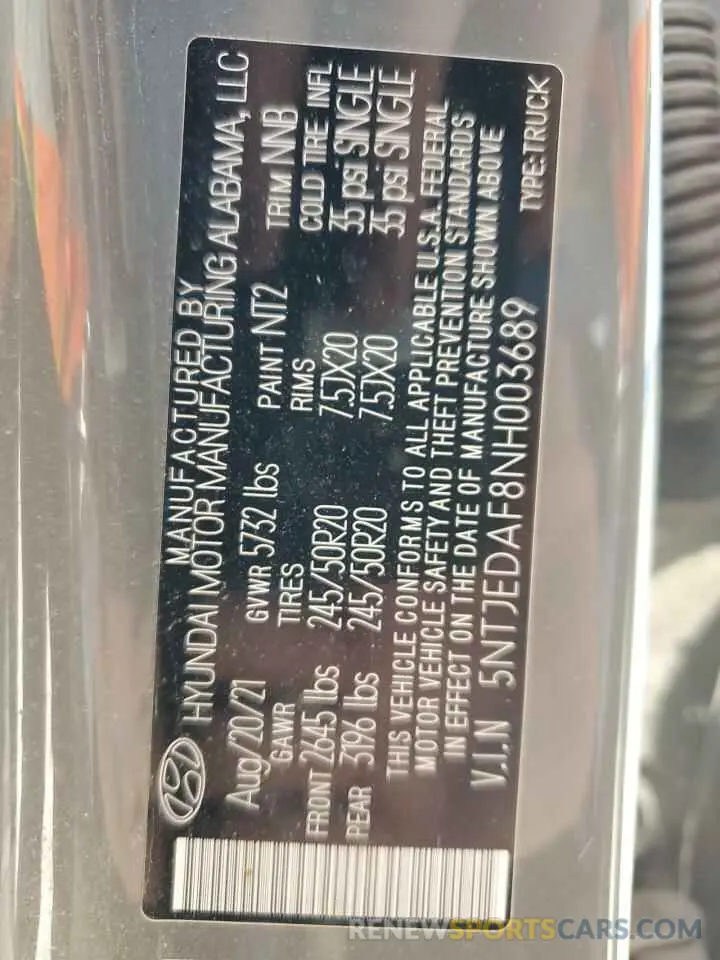 MANUFACTURED BY
HYUNDAI MOTOR MANUFACTURING ALABAMA, LLC
Aug/20/21 GVWR 5732 lbs PAINT NT2 TRIM NNB
GAWR TIRES RIMS COLD TIRE INFL
FRONT 2645 lbs 245/50R20 7.5JX20 35 psi SINGLE
REAR 3196 lbs 245/50R20 7.5JX20 35 psi SINGLE
THIS VEHICLE CONFORMS TO ALL APPLICABLE U.S.A. FEDERAL
MOTOR VEHICLE SAFETY AND THEFT PREVENTION STANDARDS
IN EFFECT ON THE DATE OF MANUFACTURE SHOWN ABOVE
V.I.N 5NTJEDAF8NH003689 TYPE:TRUCK
RENEWSPORTSCARS.COM